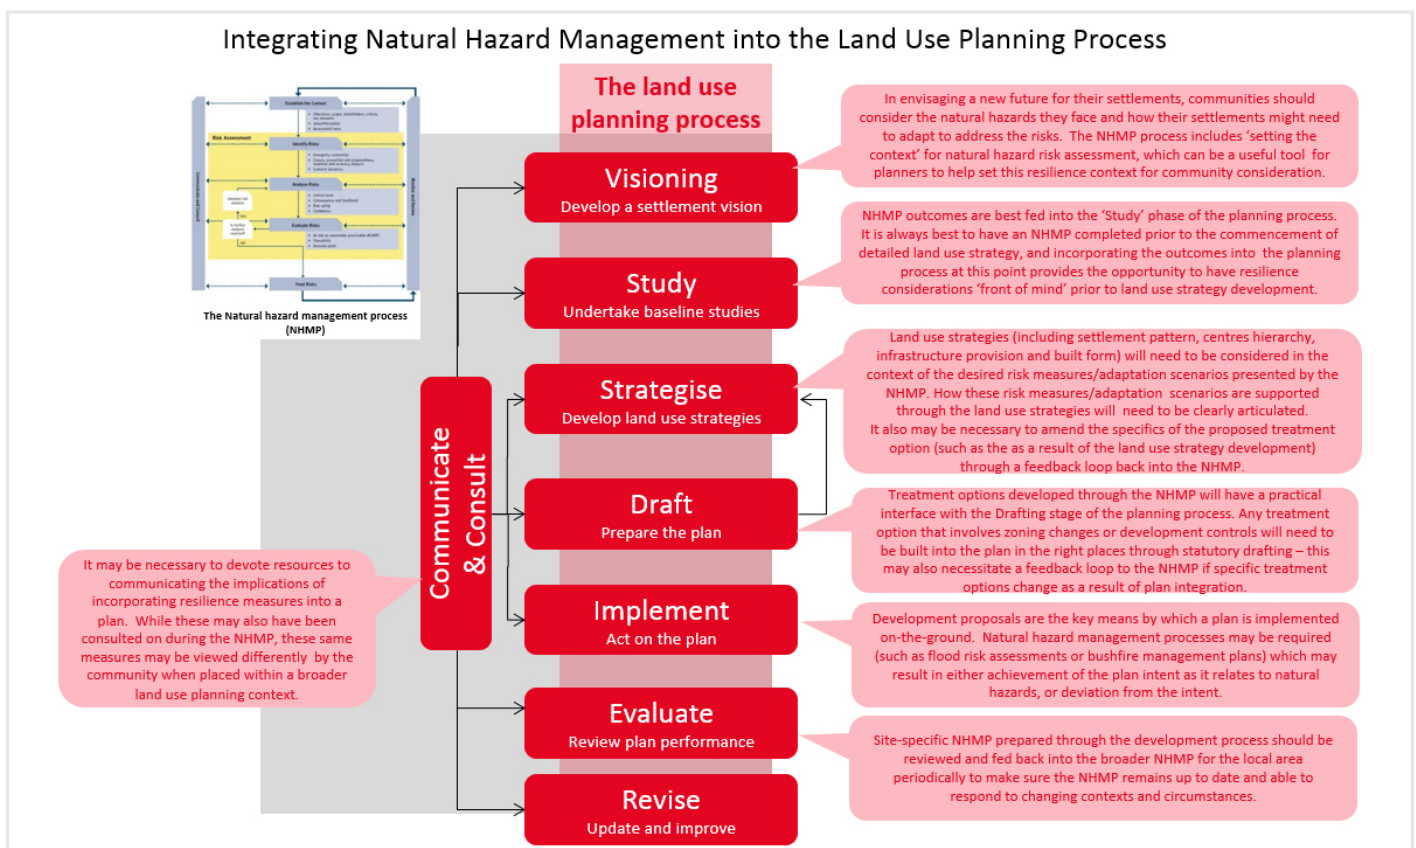 Integrating Natural Hazard Management into the Land Use Planning Process
The land use
planning process
Establish the Context
Risk Assessment
Identify Risks
Analyse Risks
Evaluate Risks
Treat Risks
Communicate and Consult
Monitor and Review
The Natural hazard management process
(NHMP)
Communicate
& Consult
It may be necessary to devote resources to
communicating the implications of
incorporating resilience measures into a
plan. While these may also have been
consulted on during the NHMP, these same
measures may be viewed differently by the
community when placed within a broader
land use planning context.
Visioning
Develop a settlement vision
In envisaging a new future for their settlements, communities should
consider the natural hazards they face and how their settlements might need
to adapt to address the risks. The NHMP process includes ‘setting the
context’ for natural hazard risk assessment, which can be a useful tool for
planners to help set this resilience context for community consideration.
Study
Undertake baseline studies
NHMP outcomes are best fed into the ‘Study’ phase of the planning process.
It is always best to have an NHMP completed prior to the commencement of
detailed land use strategy, and incorporating the outcomes into the planning
process at this point provides the opportunity to have resilience
considerations ‘front of mind’ prior to land use strategy development.
Strategise
Develop land use strategies
Land use strategies (including settlement pattern, centres hierarchy,
infrastructure provision and built form) will need to be considered in the
context of the desired risk measures/adaptation scenarios presented by the
NHMP. How these risk measures/adaptation scenarios are supported
through the land use strategies will need to be clearly articulated.
It also may be necessary to amend the specifics of the proposed treatment
option (such as the as a result of the land use strategy development)
through a feedback loop back into the NHMP.
Draft
Prepare the plan
Treatment options developed through the NHMP will have a practical
interface with the Drafting stage of the planning process. Any treatment
option that involves zoning changes or development controls will need to
be built into the plan in the right places through statutory drafting – this
may also necessitate a feedback loop to the NHMP if specific treatment
options change as a result of plan integration.
Implement
Act on the plan
Development proposals are the key means by which a plan is implemented
on-the-ground. Natural hazard management processes may be required
(such as flood risk assessments or bushfire management plans) which may
result in either achievement of the plan intent as it relates to natural
hazards, or deviation from the intent.
Evaluate
Review plan performance
Site-specific NHMP prepared through the development process should be
reviewed and fed back into the broader NHMP for the local area
periodically to make sure the NHMP remains up to date and able to
respond to changing contexts and circumstances.
Revise
Update and improve